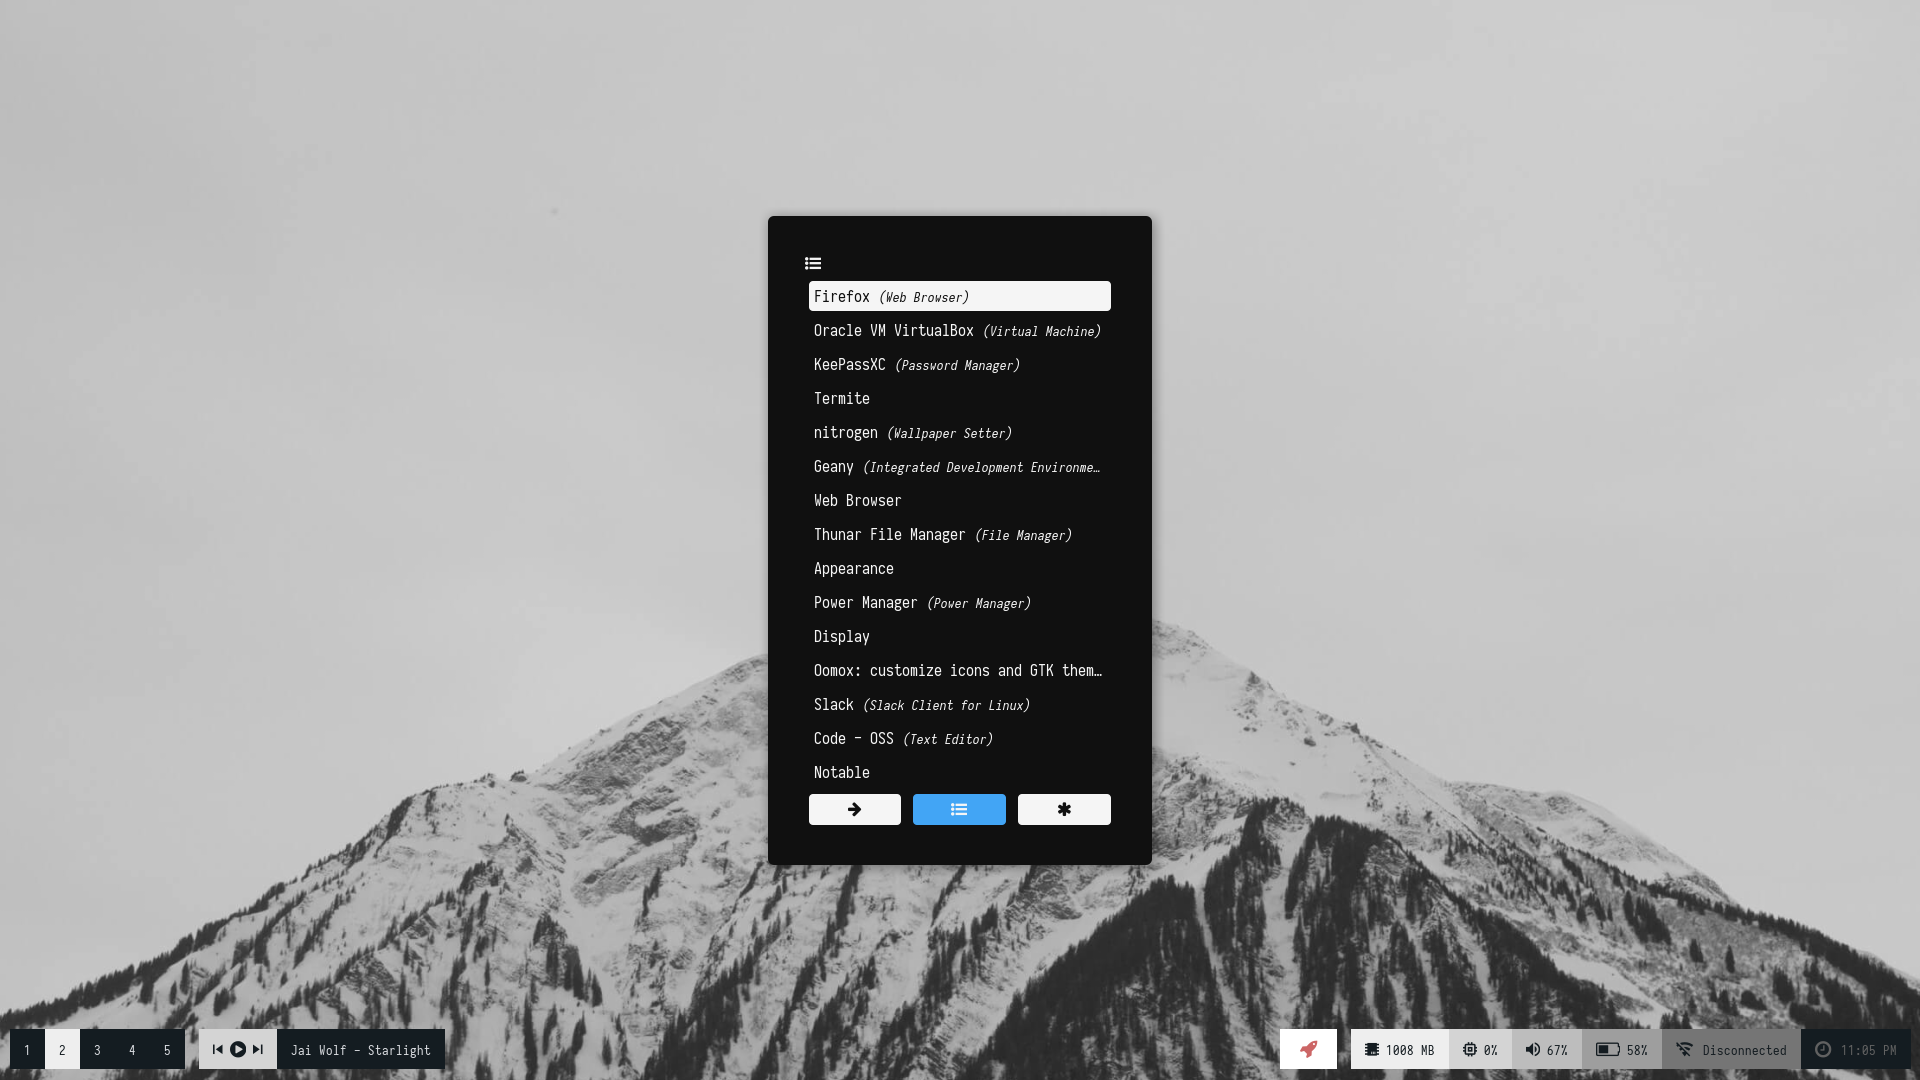 Firefox (Web Browser)
Oracle VM VirtualBox (Virtual Machine)
KeePassXC (Password Manager)
Termite
nitrogen (Wallpaper Setter)
Geany (Integrated Development Environme…
Web Browser
Thunar File Manager (File Manager)
Appearance
Power Manager (Power Manager)
Display
Oomox: customize icons and GTK them…
Slack (Slack Client for Linux)
Code - OSS (Text Editor)
Notable
1 2 3 4 5 Jai Wolf - Starlight 1008 MB 0% 67% 58% Disconnected 11:05 PM